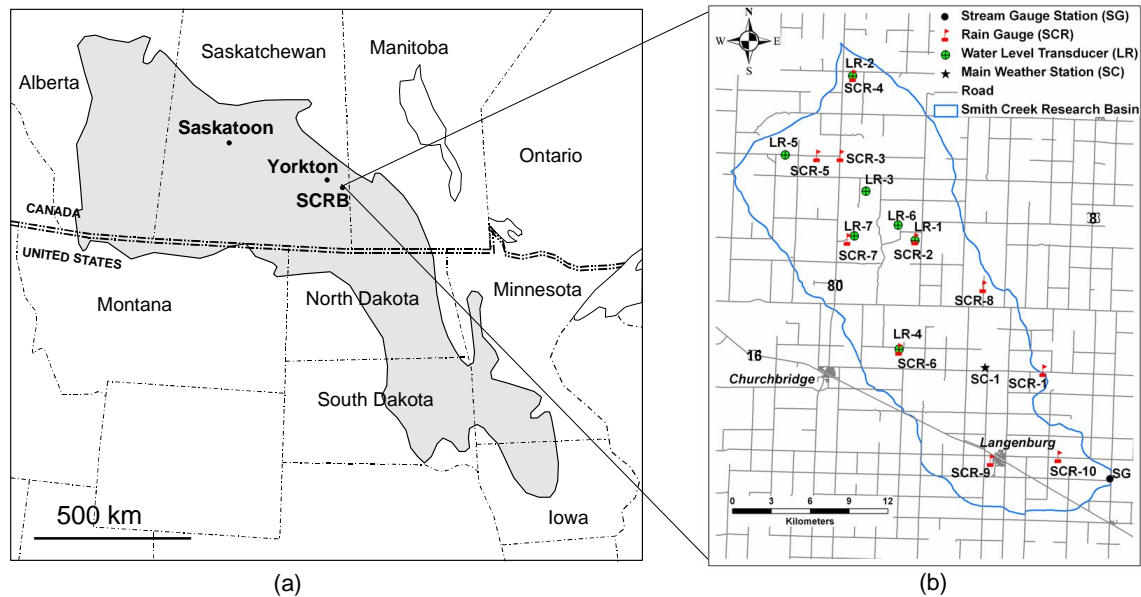 Saskatchewan
Manitoba
Alberta
Saskatoon
Yorkton
SCRB
Ontario
CANADA
UNITED STATES
Montana
North Dakota
Minnesota
South Dakota
Iowa
500 km
(a)
N
W
E
S
Stream Gauge Station (SG)
Rain Gauge (SCR)
Water Level Transducer (LR)
Main Weather Station (SC)
Road
Smith Creek Research Basin
LR-2
SCR-4
LR-5
SCR-5
SCR-3
LR-3
LR-6
LR-7
LR-1
SCR-7
SCR-2
8
80
SCR-8
LR-4
SCR-6
16
SC-1
SCR-1
Churchbridge
Langenburg
SCR-9
SCR-10
SG
0 3 6 9 12
Kilometers
(b)